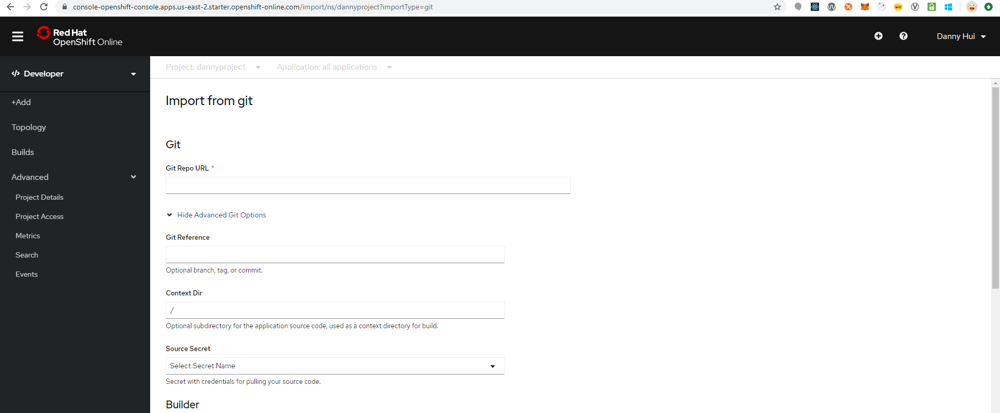 console-openshift-console.apps.us-east-2.starter.openshift-online.com/import/ns/dannyproject?importType=git
Red Hat
OpenShift Online
Danny Hui
Developer
Project: dannyproject
Application: all applications
+Add
Topology
Builds
Advanced
Project Details
Project Access
Metrics
Search
Events
Import from git
Git
Git Repo URL *
Hide Advanced Git Options
Git Reference
Optional branch, tag, or commit.
Context Dir
/
Optional subdirectory for the application source code, used as a context directory for build.
Source Secret
Select Secret Name
Secret with credentials for pulling your source code.
Builder